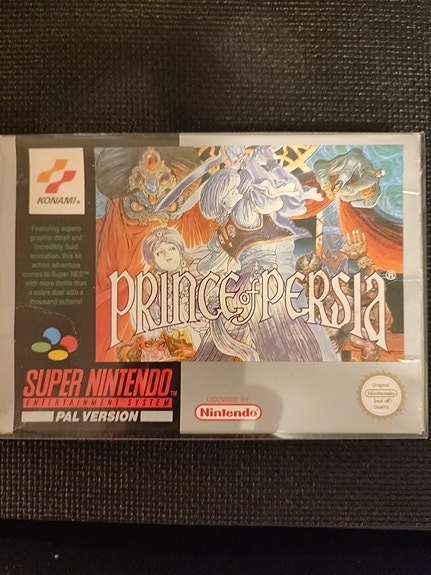 KONAMI®
Featuring superb
graphic detail and
incredibly fluid
animation, this hit
action adventure
comes to Super NES™
with more thrills than
a sabre duel with a
thousand sultans!
PRINCE of PERSIA®
SUPER NINTENDO™
ENTERTAINMENT SYSTEM
PAL VERSION
LICENSED BY
Nintendo
Original
Nintendo
Seal of
Quality